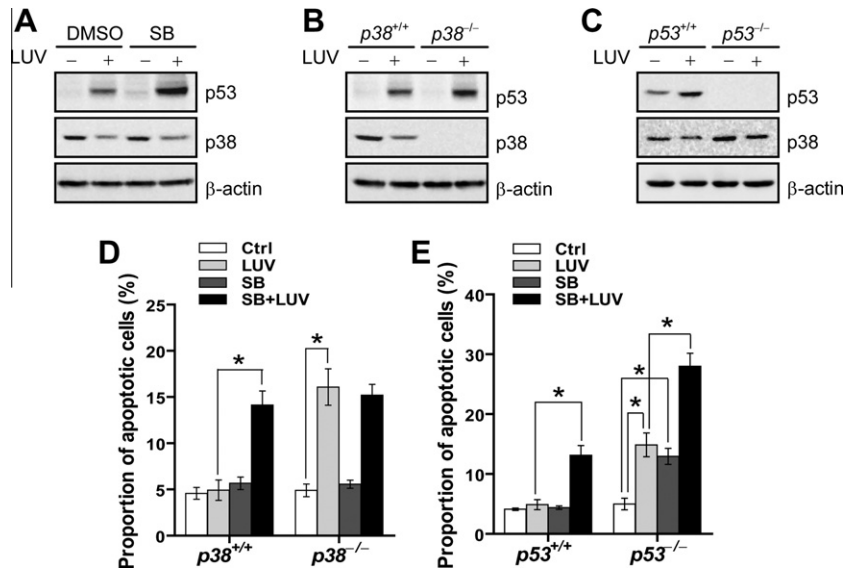 A
DMSO SB
LUV − + − +
p53
p38
β-actin
B
p38+/+ p38−/−
LUV − + − +
p53
p38
β-actin
C
p53+/+ p53−/−
LUV − + − +
p53
p38
β-actin
D
Ctrl
LUV
SB
SB+LUV
Proportion of apoptotic cells (%)
25
20
15
10
5
0
* *
p38+/+ p38−/−
E
Ctrl
LUV
SB
SB+LUV
Proportion of apoptotic cells (%)
40
30
20
10
0
* * * *
p53+/+ p53−/−